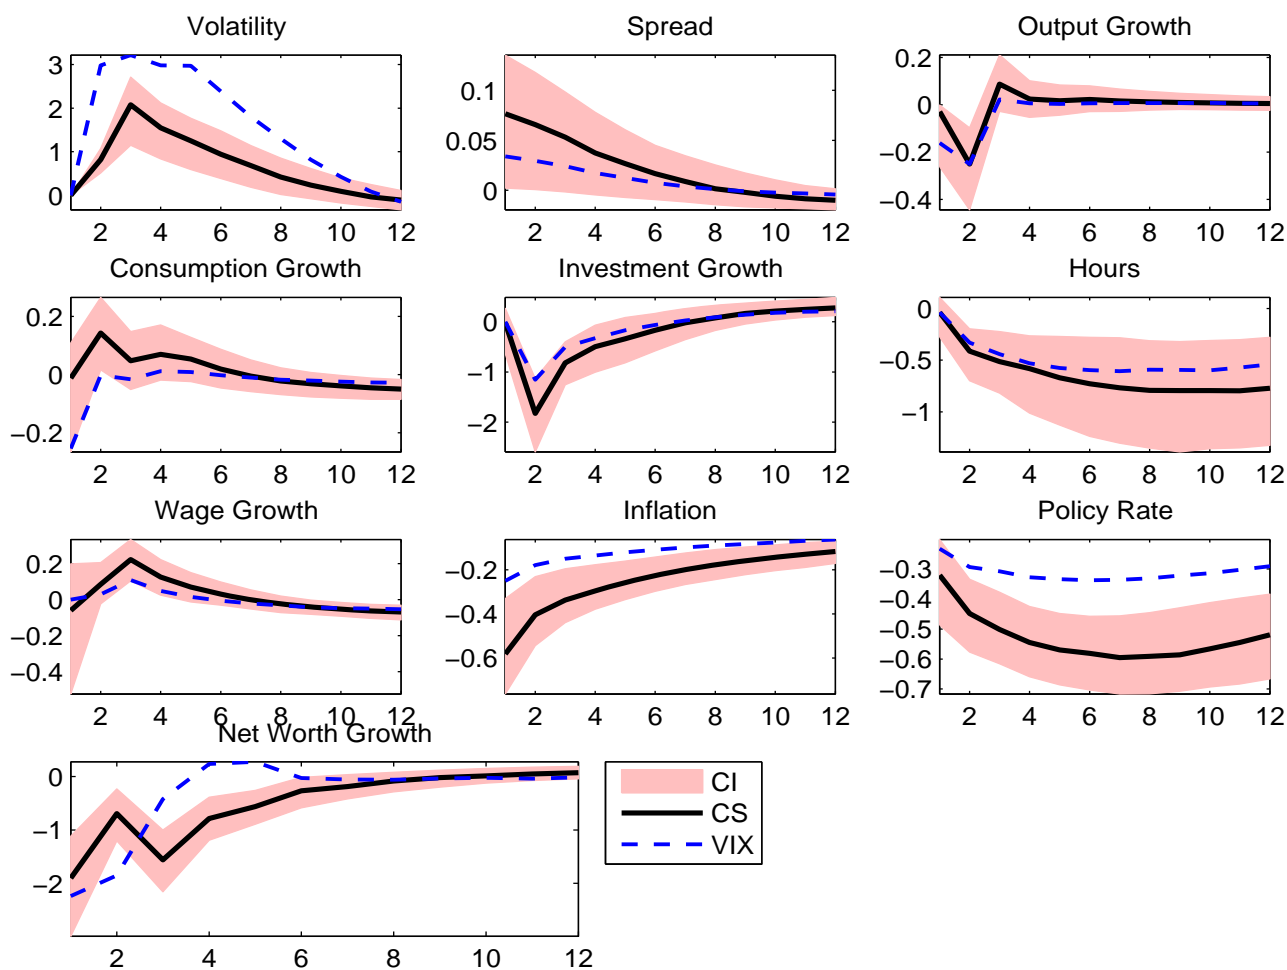 Volatility
3
2
1
0
2 4 6 8 10 12
Spread
0.1
0.05
0
2 4 6 8 10 12
Output Growth
0.2
0
−0.2
−0.4
2 4 6 8 10 12
Consumption Growth
0.2
0
−0.2
2 4 6 8 10 12
Investment Growth
0
−1
−2
2 4 6 8 10 12
Hours
0
−0.5
−1
2 4 6 8 10 12
Wage Growth
0.2
0
−0.2
−0.4
2 4 6 8 10 12
Inflation
−0.2
−0.4
−0.6
2 4 6 8 10 12
Policy Rate
−0.3
−0.4
−0.5
−0.6
−0.7
2 4 6 8 10 12
Net Worth Growth
0
−1
−2
2 4 6 8 10 12
CI
CS
VIX